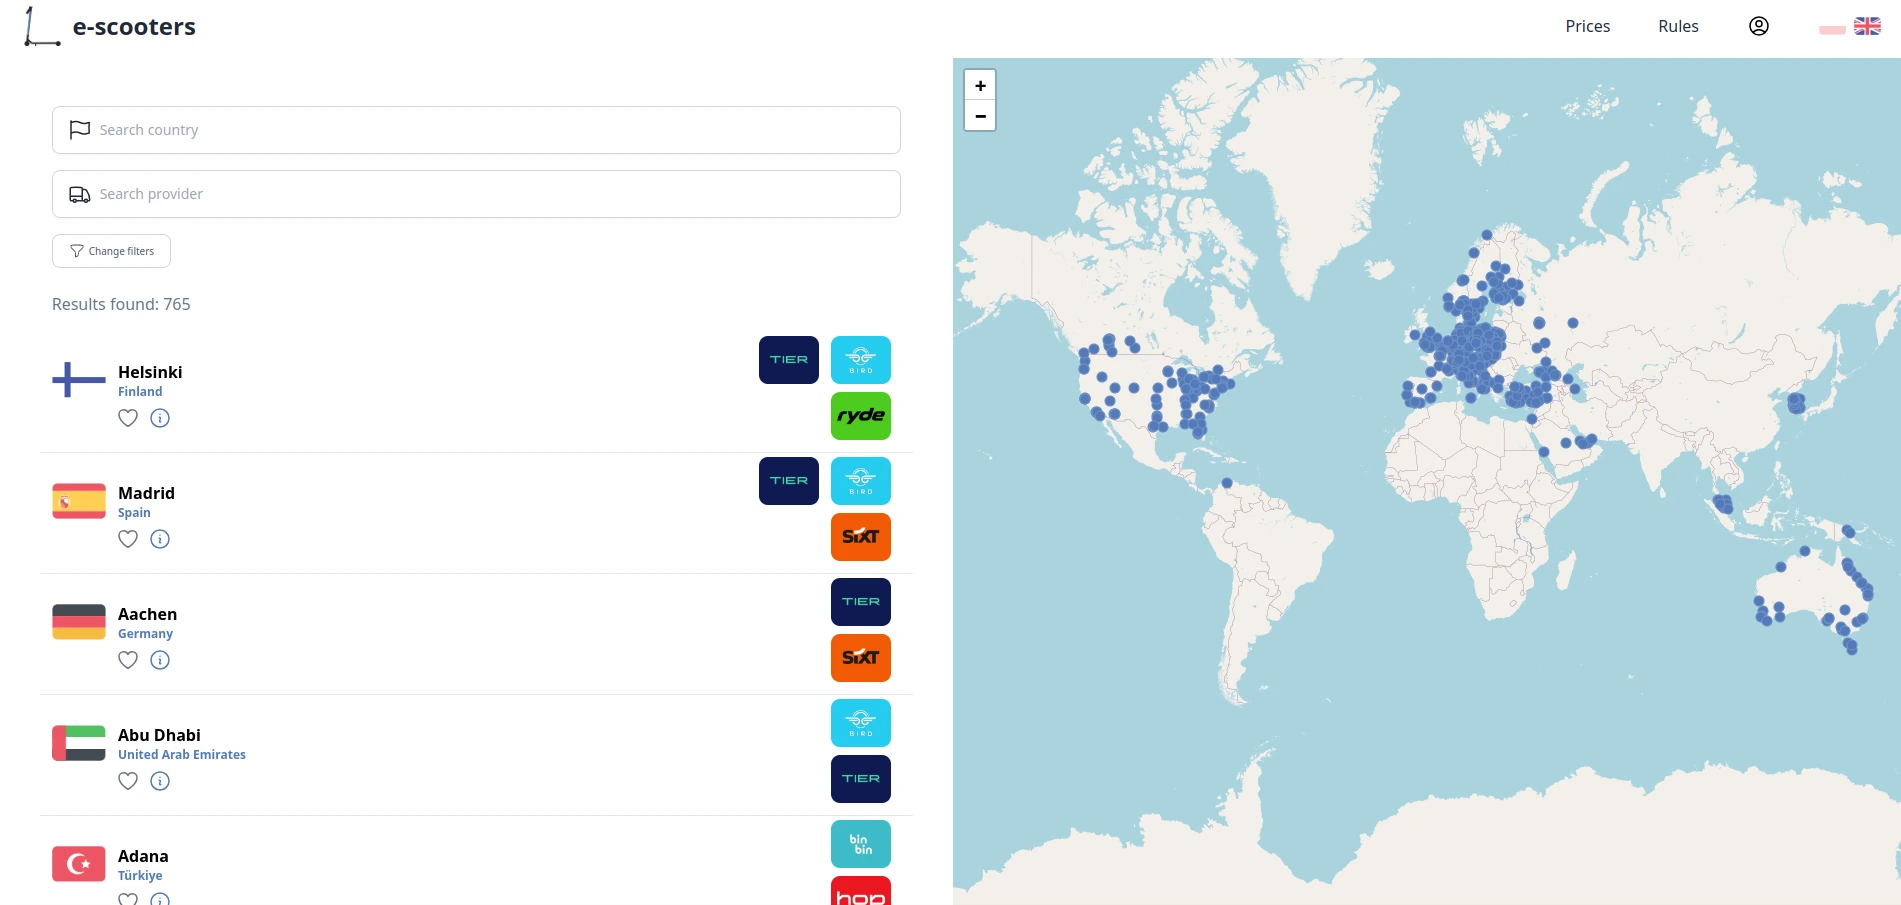 e-scooters
Prices
Rules
+
−
Search country
Search provider
Change filters
Results found: 765
Helsinki
Finland
TIER
BIRD
ryde
Madrid
Spain
TIER
BIRD
SIXT
Aachen
Germany
TIER
SIXT
Abu Dhabi
United Arab Emirates
BIRD
TIER
Adana
Türkiye
bin
bin
hop